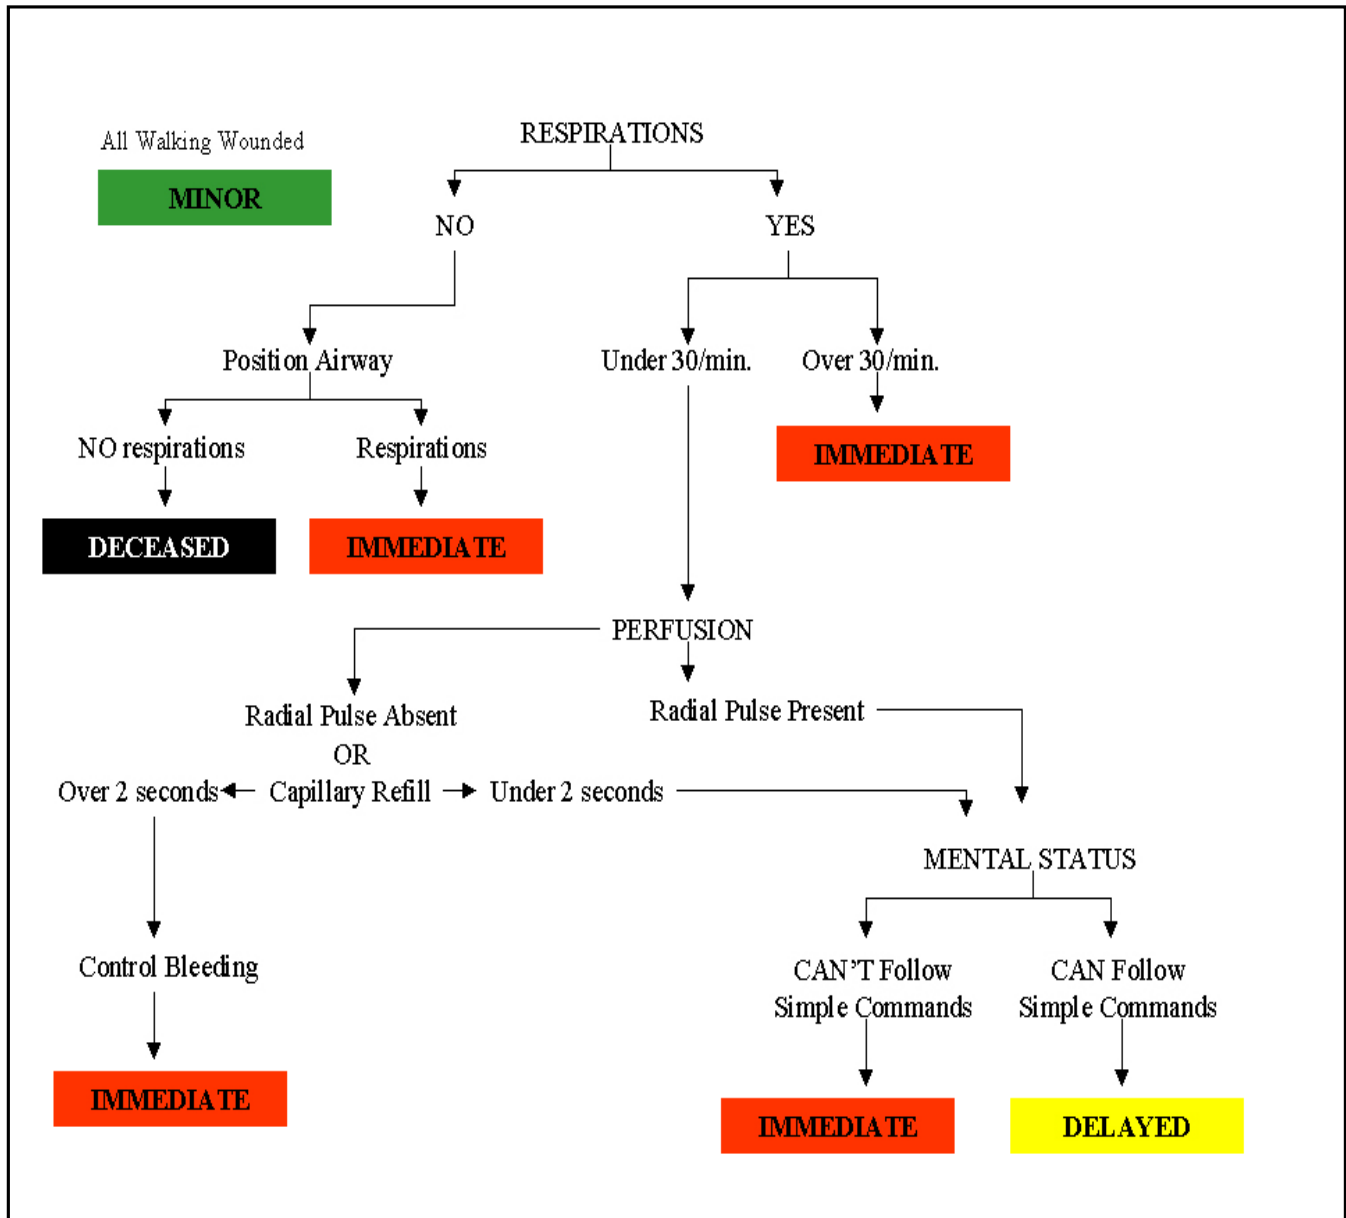 RESPIRATIONS
All Walking Wounded
MINOR
NO
YES
Position Airway
Under 30/min.
Over 30/min.
NO respirations
Respirations
IMMEDIATE
DECEASED
IMMEDIATE
PERFUSION
Radial Pulse Absent
Radial Pulse Present
OR
Over 2 seconds
Capillary Refill
Under 2 seconds
MENTAL STATUS
Control Bleeding
CAN'T Follow
Simple Commands
CAN Follow
Simple Commands
IMMEDIATE
IMMEDIATE
DELAYED